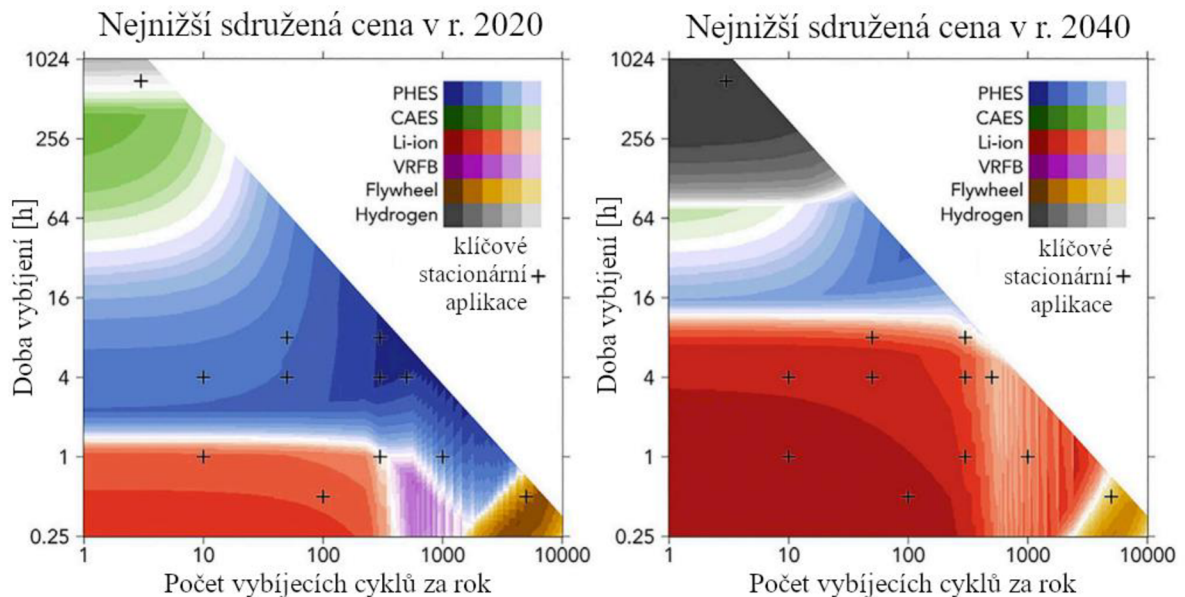 Nejnižší sdružená cena v r. 2020
1024
256
64
16
4
1
0.25
Doba vybíjení [h]
PHES
CAES
Li-ion
VRFB
Flywheel
Hydrogen
klíčové
stacionární +
aplikace
1 10 100 1000 10000
Počet vybíjecích cyklů za rok
Nejnižší sdružená cena v r. 2040
1024
256
64
16
4
1
0.25
Doba vybíjení [h]
PHES
CAES
Li-ion
VRFB
Flywheel
Hydrogen
klíčové
stacionární +
aplikace
1 10 100 1000 10000
Počet vybíjecích cyklů za rok